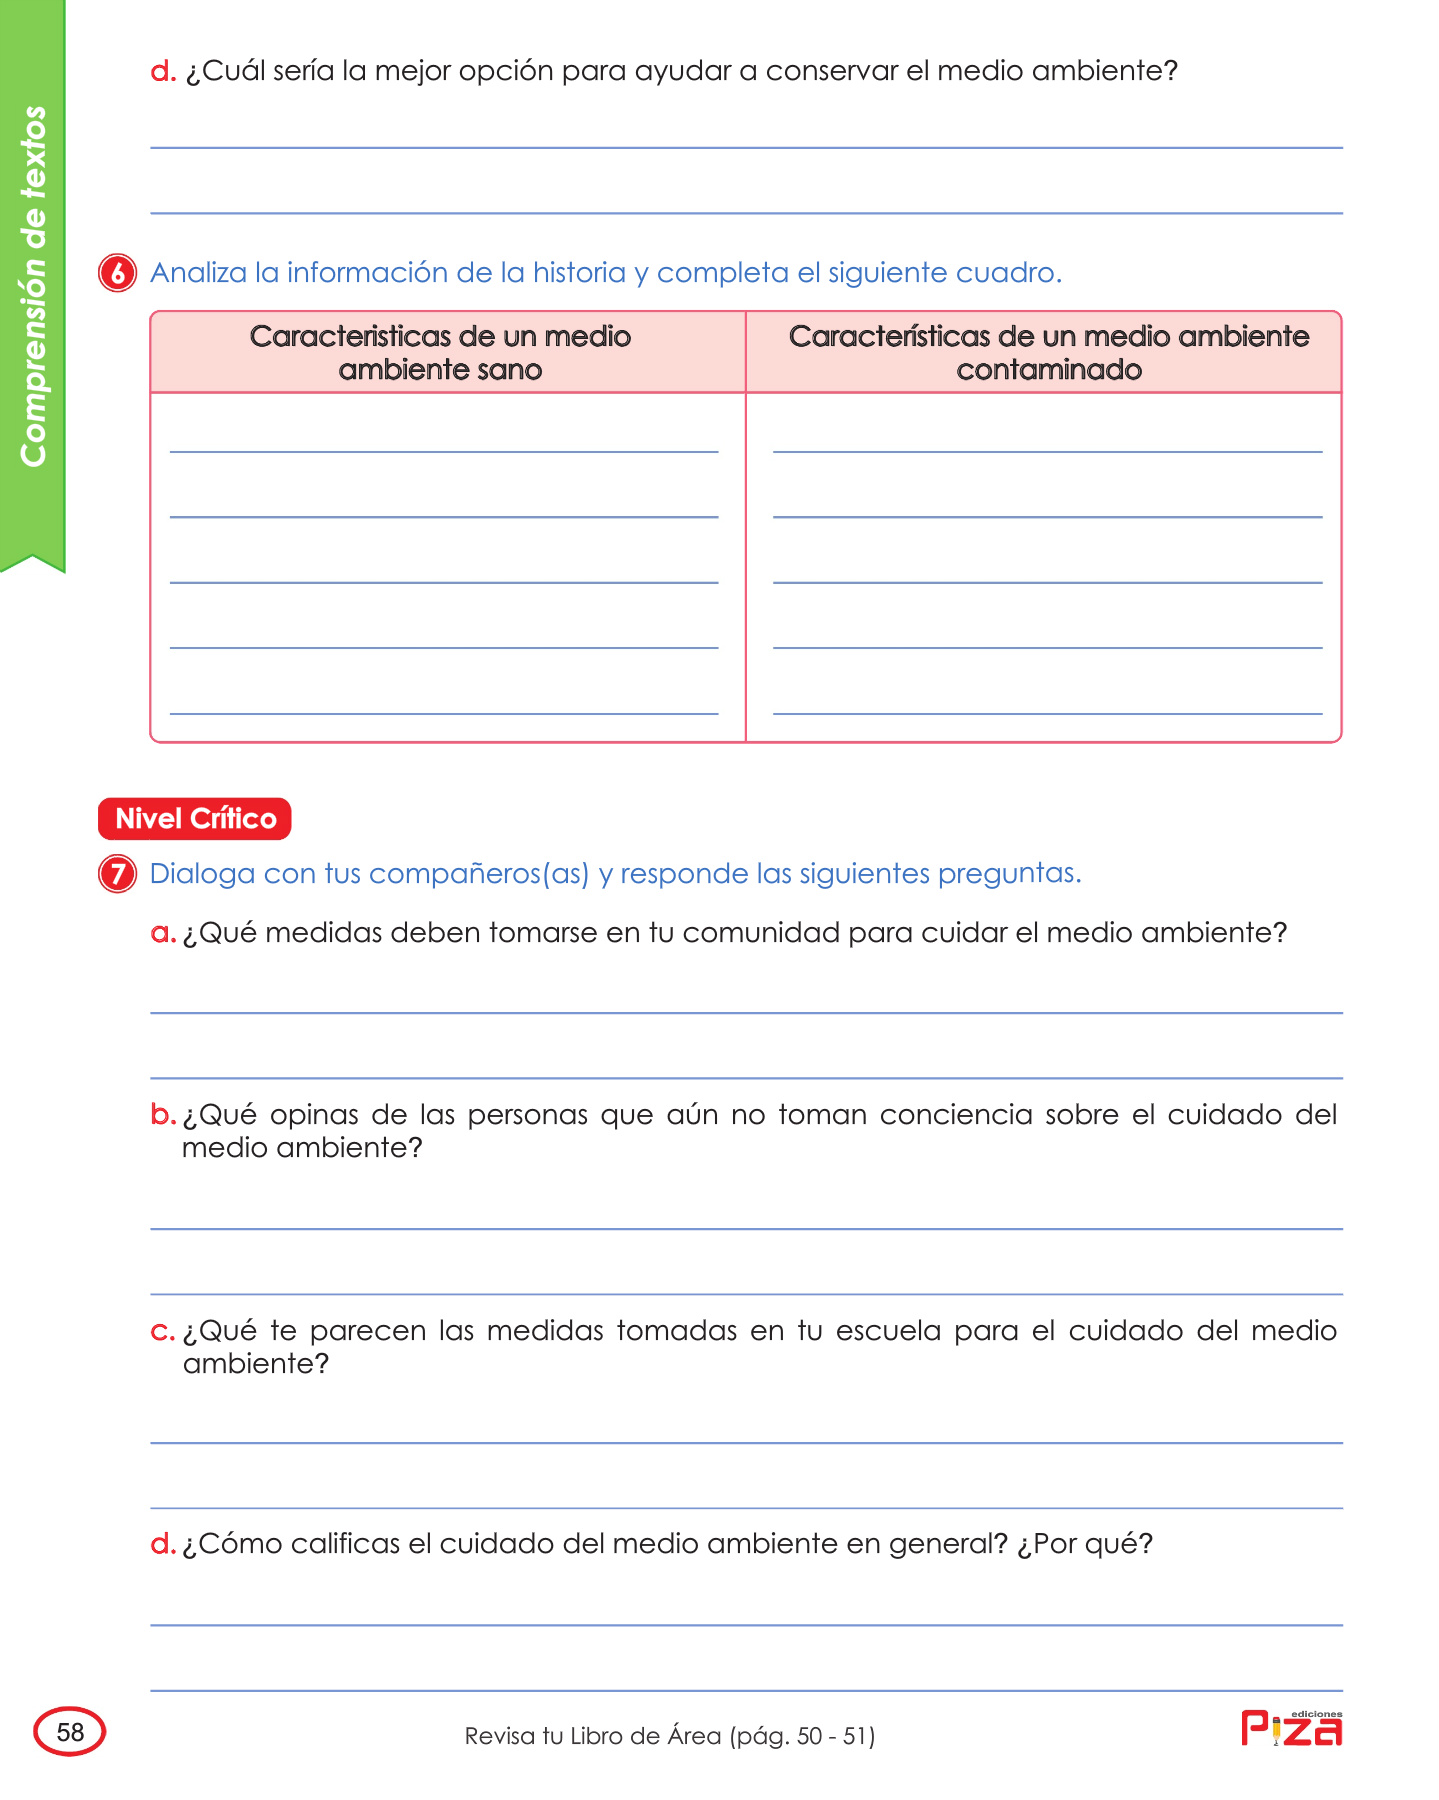 Comprensión de textos
d. ¿Cuál sería la mejor opción para ayudar a conservar el medio ambiente?
6 Analiza la información de la historia y completa el siguiente cuadro.
Caracteristicas de un medio
ambiente sano
Características de un medio ambiente
contaminado
Nivel Crítico
7 Dialoga con tus compañeros(as) y responde las siguientes preguntas.
a. ¿Qué medidas deben tomarse en tu comunidad para cuidar el medio ambiente?
b. ¿Qué opinas de las personas que aún no toman conciencia sobre el cuidado del
medio ambiente?
c. ¿Qué te parecen las medidas tomadas en tu escuela para el cuidado del medio
ambiente?
d. ¿Cómo calificas el cuidado del medio ambiente en general? ¿Por qué?
58
Revisa tu Libro de Área (pág. 50 - 51)
ediciones
Piza